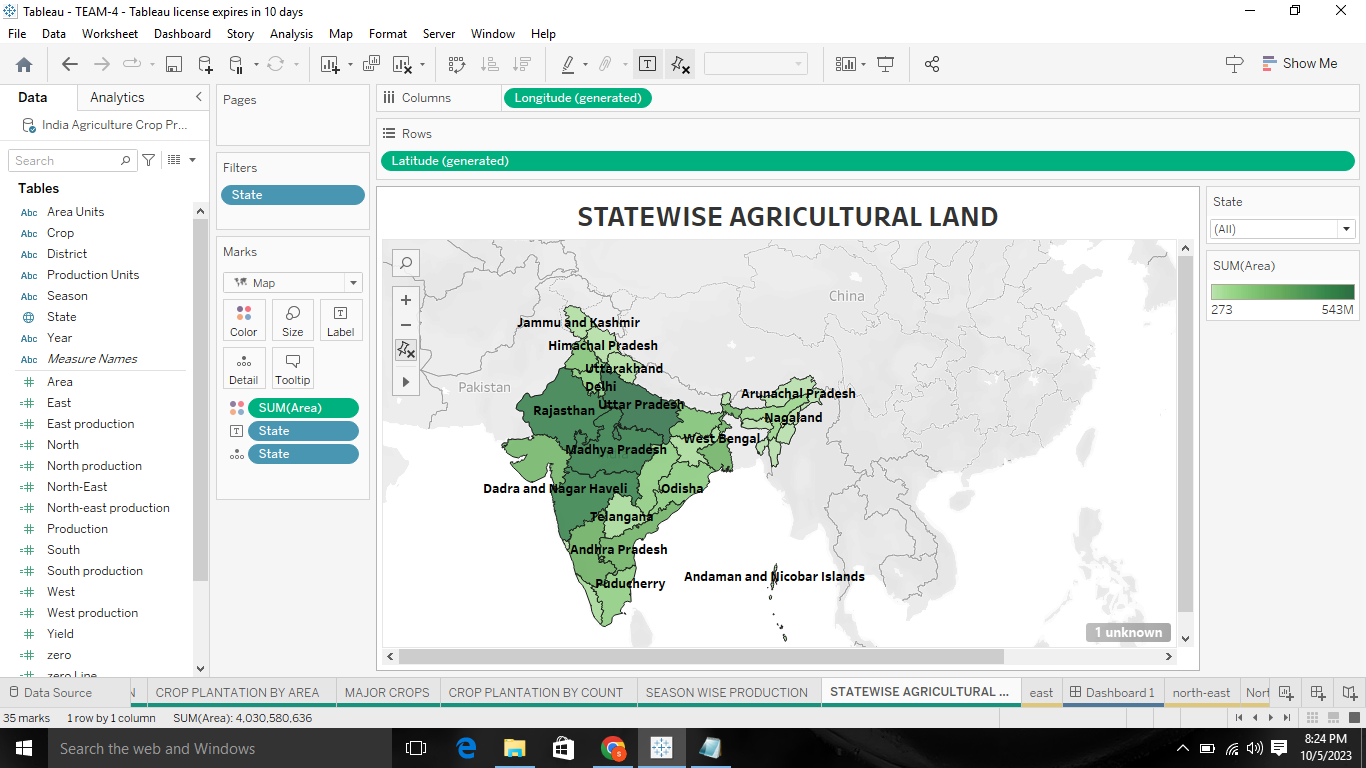 Tableau - TEAM-4 - Tableau license expires in 10 days
File Data Worksheet Dashboard Story Analysis Map Format Server Window Help
Show Me
Data Analytics
India Agriculture Crop Pr...
Search
Tables
Abc Area Units
Abc Crop
Abc District
Abc Production Units
Abc Season
State
Abc Year
Abc Measure Names
# Area
=# East
=# East production
=# North
=# North production
=# North-East
=# North-east production
# Production
=# South
=# South production
=# West
=# West production
# Yield
=# zero
=# zero Line
Pages
Filters
State
Marks
Map
Color Size Label
Detail Tooltip
SUM(Area)
State
State
Columns Longitude (generated)
Rows
Latitude (generated)
STATEWISE AGRICULTURAL LAND
China
Jammu and Kashmir
Himachal Pradesh
Uttarakhand
Pakistan
Delhi
Arunachal Pradesh
Uttar Pradesh
Rajasthan
Nagaland
West Bengal
Madhya Pradesh
Dadra and Nagar Haveli
Odisha
Telangana
Andhra Pradesh
Andaman and Nicobar Islands
Puducherry
1 unknown
State
(All)
SUM(Area)
273 543M
Data Source N CROP PLANTATION BY AREA MAJOR CROPS CROP PLANTATION BY COUNT SEASON WISE PRODUCTION STATEWISE AGRICULTURAL ... east Dashboard 1 north-east Nort
35 marks 1 row by 1 column SUM(Area): 4,030,580,636
Search the web and Windows
8:24 PM
10/5/2023